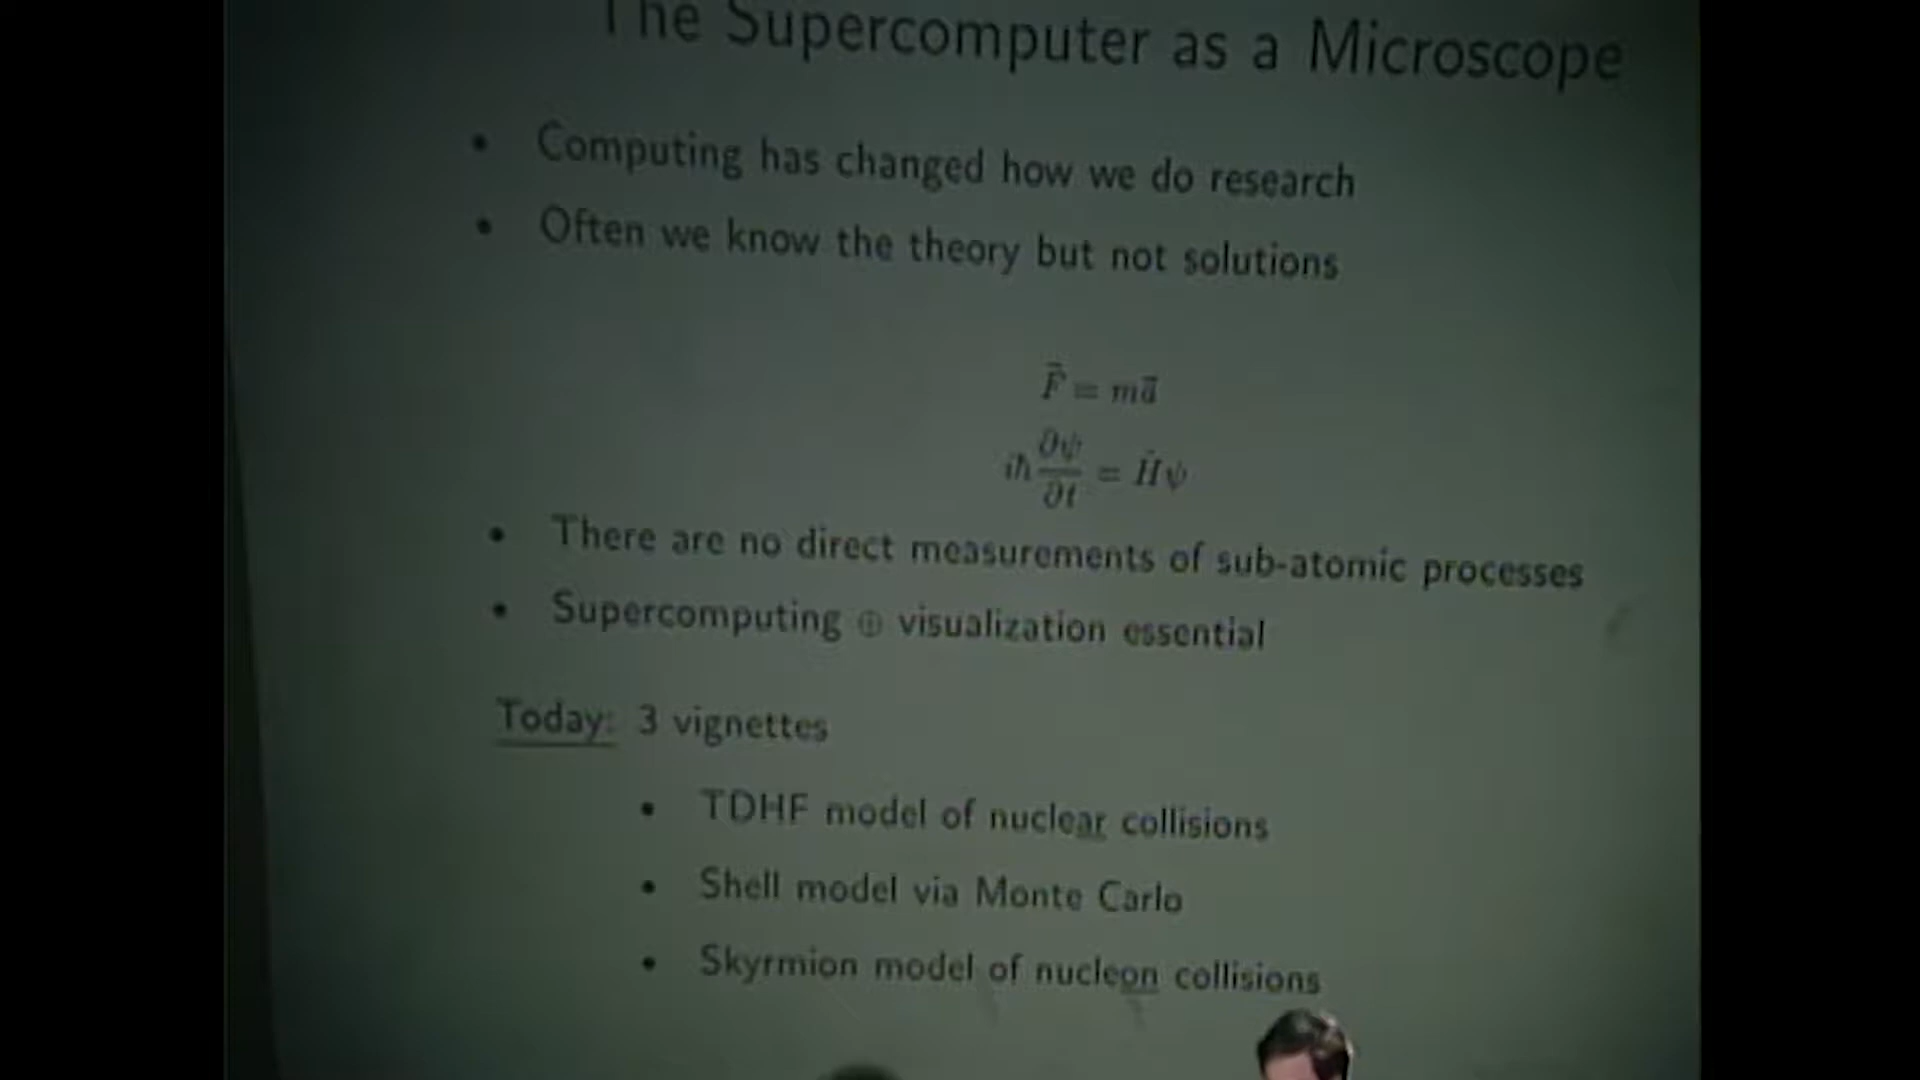 The Supercomputer as a Microscope
• Computing has changed how we do research
• Often we know the theory but not solutions
F⃗ = ma⃗
iħ ∂ψ/∂t = Ĥψ
• There are no direct measurements of sub-atomic processes
• Supercomputing ⊕ visualization essential
Today: 3 vignettes
• TDHF model of nuclear collisions
• Shell model via Monte Carlo
• Skyrmion model of nucleon collisions